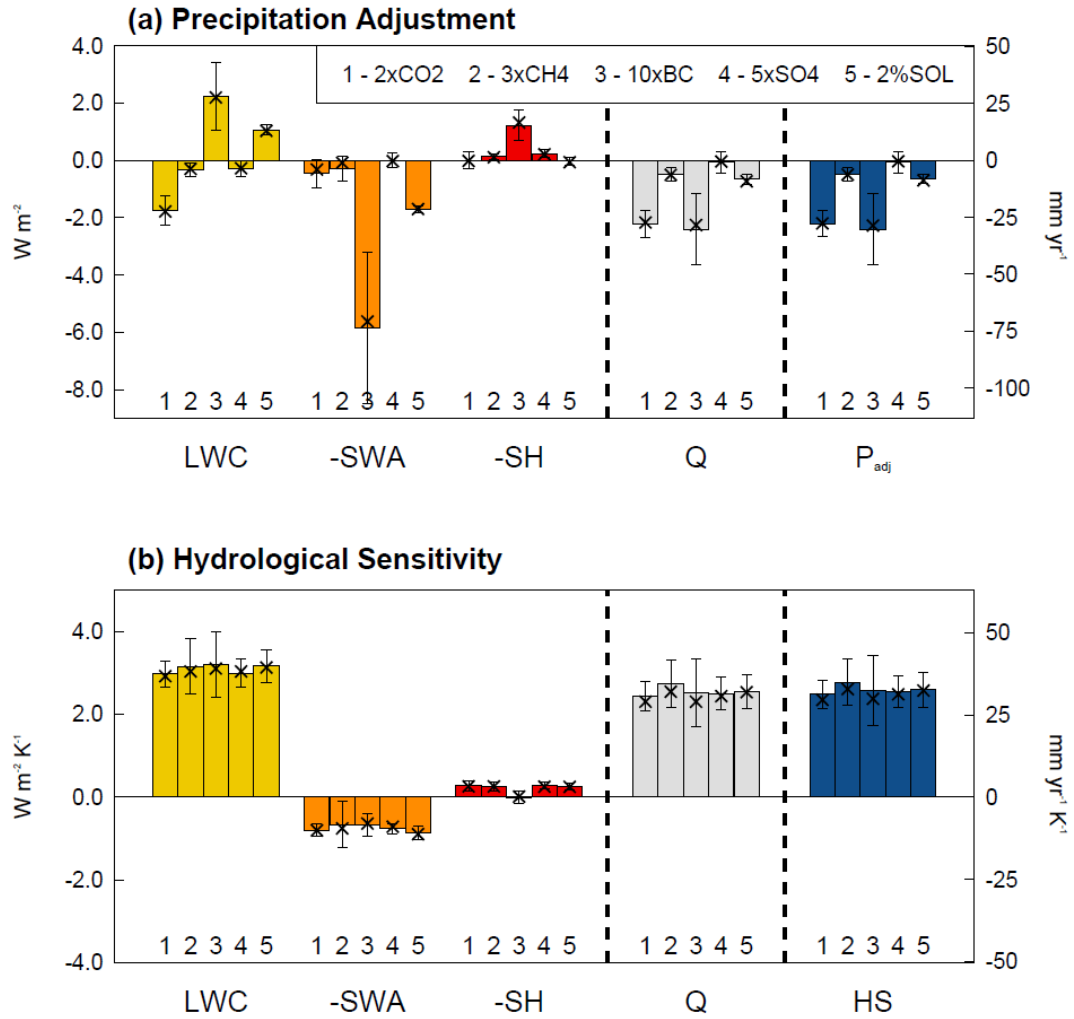 (a) Precipitation Adjustment
1 - 2xCO2 2 - 3xCH4 3 - 10xBC 4 - 5xSO4 5 - 2%SOL
4.0
2.0
0.0
-2.0
-4.0
-6.0
-8.0
W m⁻²
50
25
0
-25
-50
-75
-100
mm yr⁻¹
1 2 3 4 5 1 2 3 4 5 1 2 3 4 5 1 2 3 4 5 1 2 3 4 5
LWC -SWA -SH Q Padj
(b) Hydrological Sensitivity
4.0
2.0
0.0
-2.0
-4.0
W m⁻² K⁻¹
50
25
0
-25
-50
mm yr⁻¹ K⁻¹
1 2 3 4 5 1 2 3 4 5 1 2 3 4 5 1 2 3 4 5 1 2 3 4 5
LWC -SWA -SH Q HS